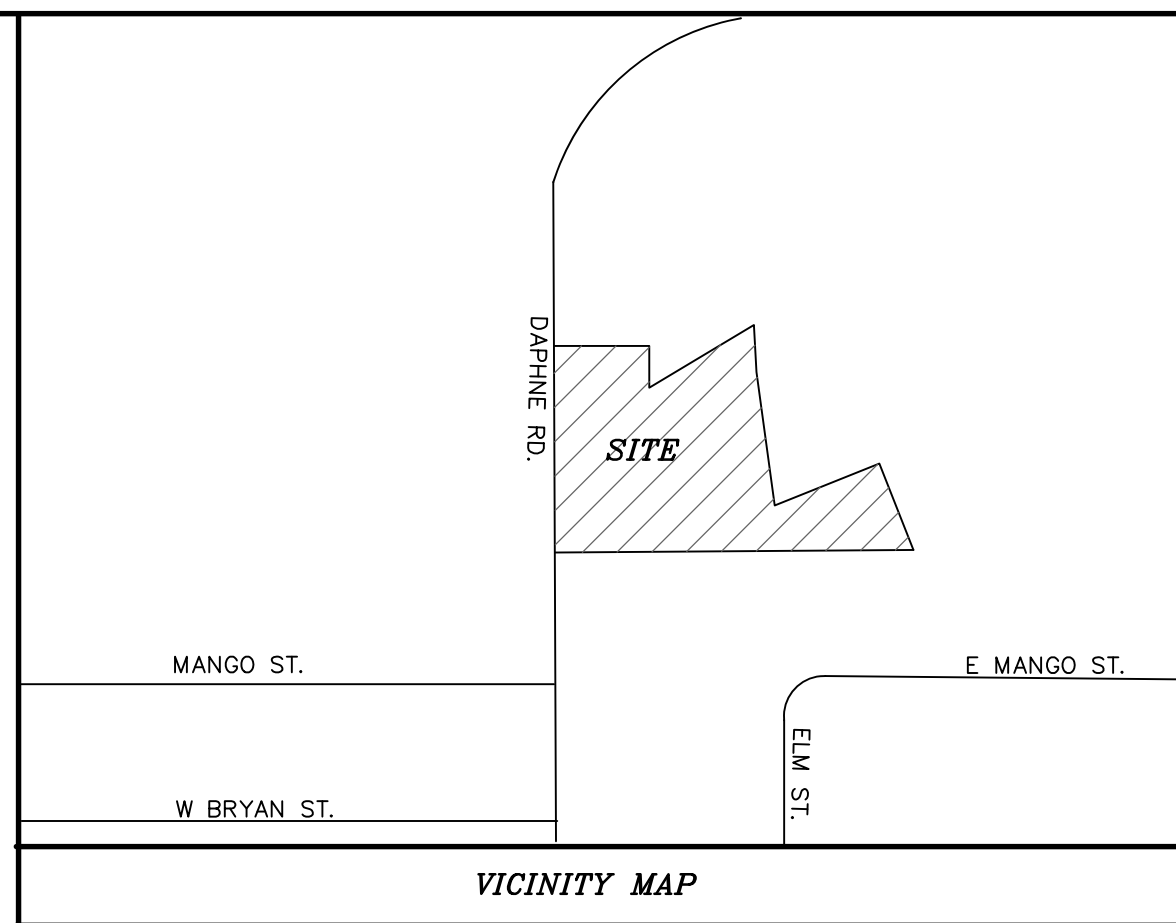 DAPHNE RD.
SITE
MANGO ST.
E MANGO ST.
ELM ST.
W BRYAN ST.
VICINITY MAP